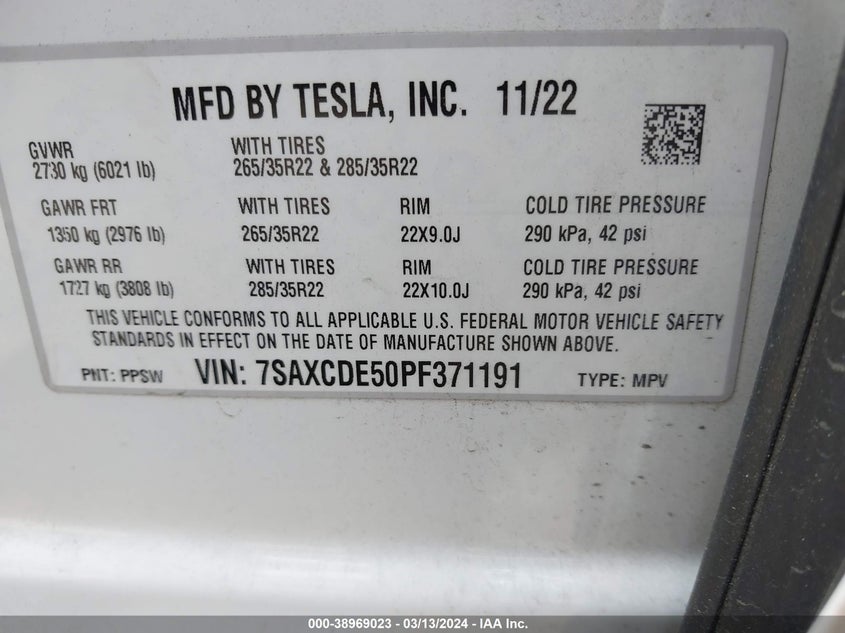 MFD BY TESLA, INC. 11/22
GVWR WITH TIRES
2730 kg (6021 lb) 265/35R22 & 285/35R22
GAWR FRT WITH TIRES RIM COLD TIRE PRESSURE
1350 kg (2976 lb) 265/35R22 22X9.0J 290 kPa, 42 psi
GAWR RR WITH TIRES RIM COLD TIRE PRESSURE
1727 kg (3808 lb) 285/35R22 22X10.0J 290 kPa, 42 psi
THIS VEHICLE CONFORMS TO ALL APPLICABLE U.S. FEDERAL MOTOR VEHICLE SAFETY
STANDARDS IN EFFECT ON THE DATE OF MANUFACTURE SHOWN ABOVE.
PNT: PPSW VIN: 7SAXCDE50PF371191 TYPE: MPV
000-38969023 - 03/13/2024 - IAA Inc.